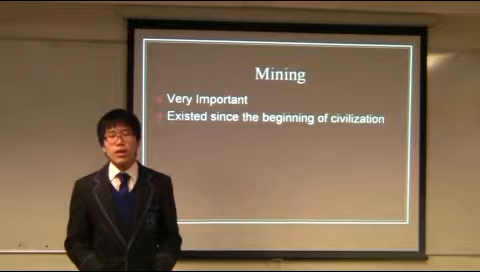 Mining
Very Important
Existed since the beginning of civilization